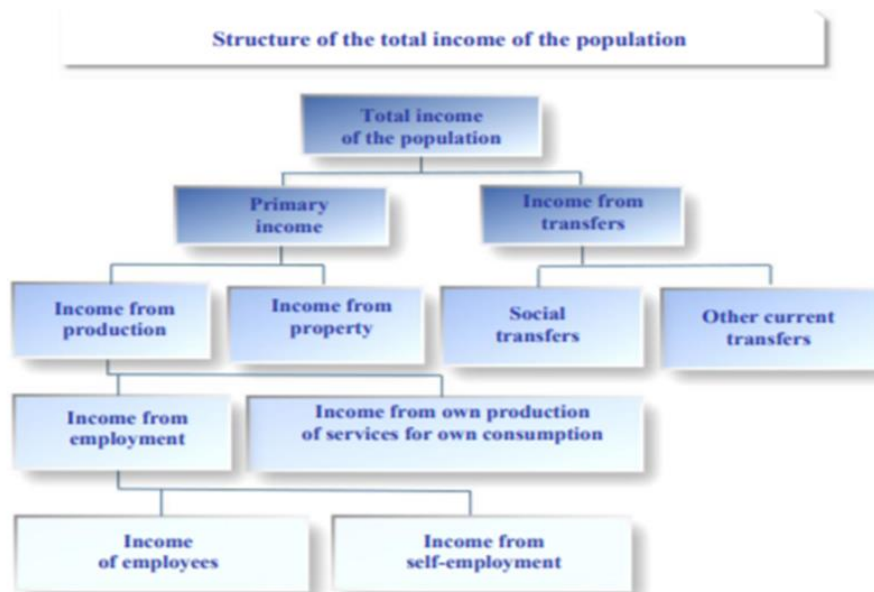 Structure of the total income of the population
Total income
of the population
Primary
income
Income from
transfers
Income from
production
Income from
property
Social
transfers
Other current
transfers
Income from
employment
Income from own production
of services for own consumption
Income
of employees
Income from
self-employment